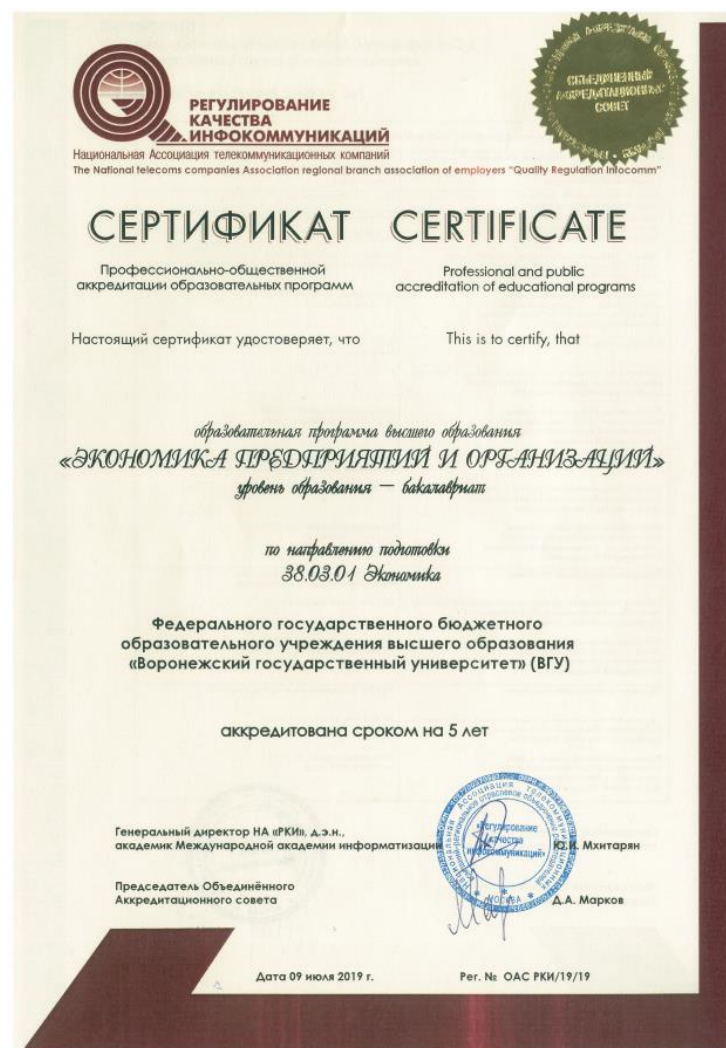 РЕГУЛИРОВАНИЕ
КАЧЕСТВА
ИНФОКОММУНИКАЦИЙ
Национальная Ассоциация телекоммуникационных компаний
The National telecoms companies Association regional branch association of employers "Quality Regulation Infocomm"
ОБЪЕДИНЕННЫЙ
АККРЕДИТАЦИОННЫЙ
СОВЕТ
СЕРТИФИКАТ CERTIFICATE
Профессионально-общественной
аккредитации образовательных программ
Professional and public
accreditation of educational programs
Настоящий сертификат удостоверяет, что
This is to certify, that
образовательная программа высшего образования
«ЭКОНОМИКА ПРЕДПРИЯТИЙ И ОРГАНИЗАЦИЙ»
уровень образования — бакалавриат
по направлению подготовки
38.03.01 Экономика
Федерального государственного бюджетного
образовательного учреждения высшего образования
«Воронежский государственный университет» (ВГУ)
аккредитована сроком на 5 лет
Генеральный директор НА «РКИ», д.э.н.,
академик Международной академии информатизации Ю.И. Мхитарян
«Регулирование
качества
инфокоммуникаций»
МОСКВА
Председатель Объединённого
Аккредитационного совета Д.А. Марков
Дата 09 июля 2019 г. Рег. № ОАС РКИ/19/19